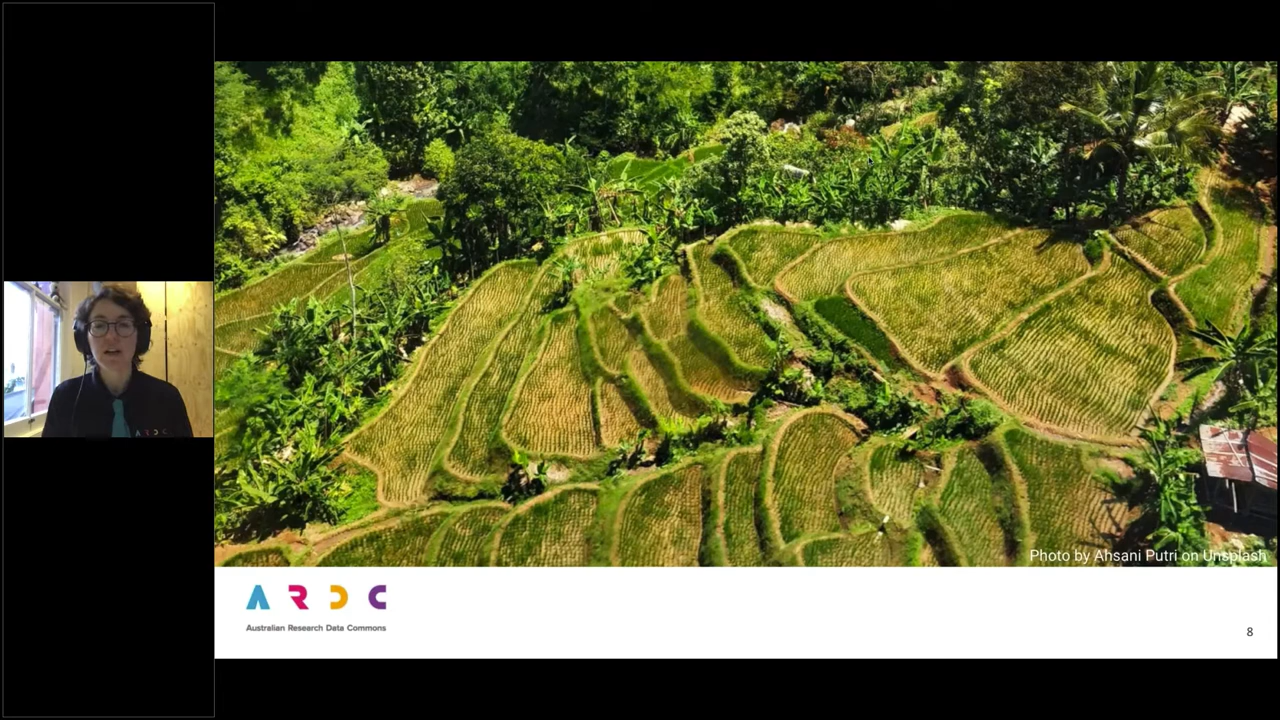 ARDC
Photo by Ahsani Putri on Unsplash
A R D C
Australian Research Data Commons
8